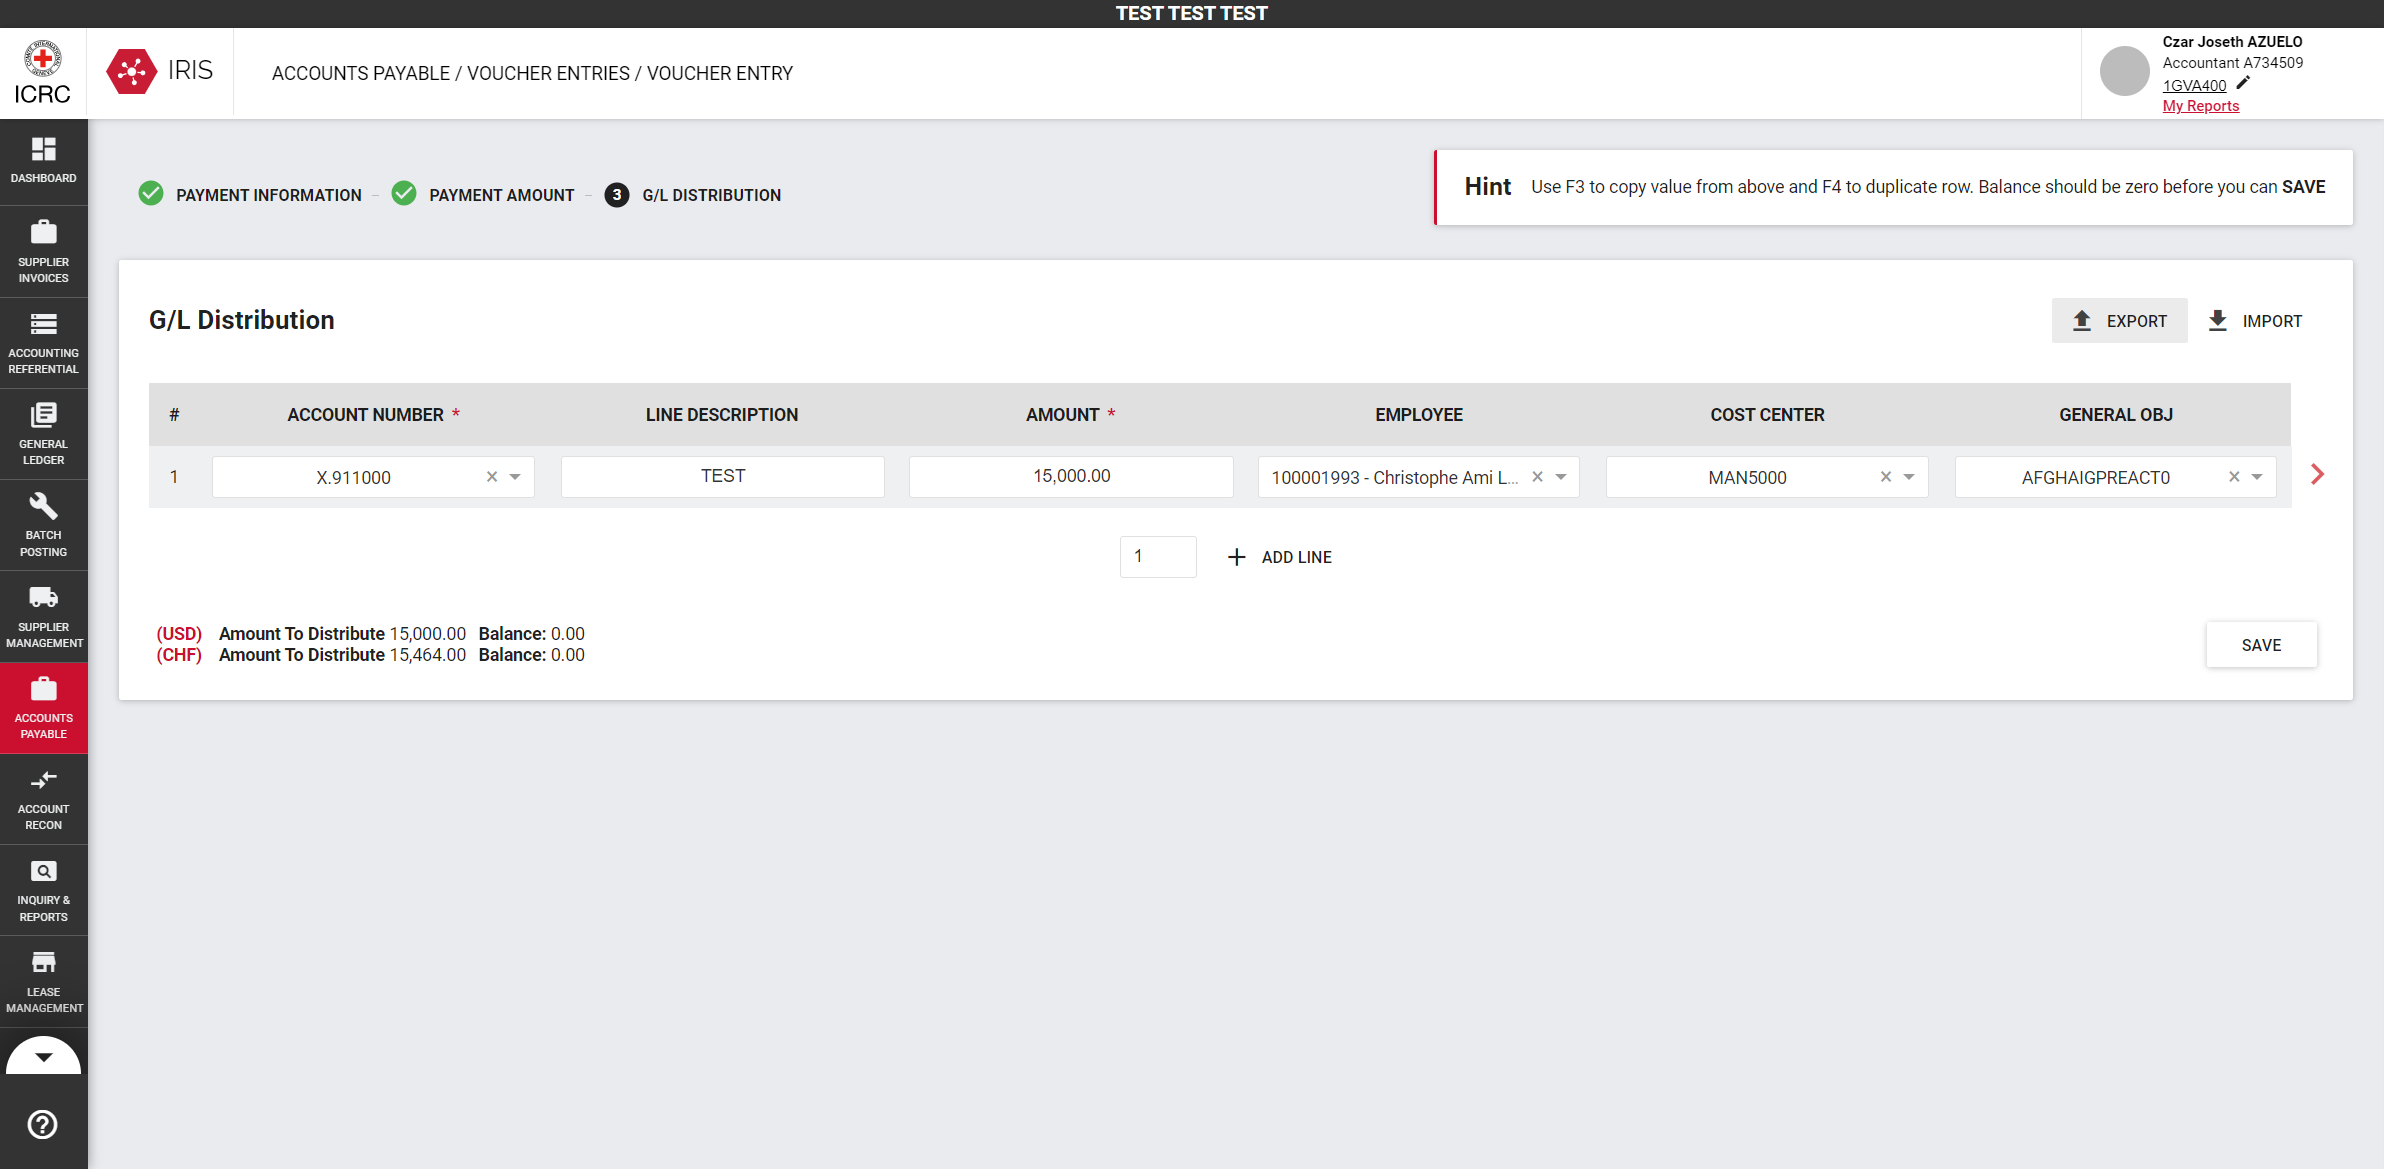 TEST TEST TEST
ICRC
IRIS
ACCOUNTS PAYABLE / VOUCHER ENTRIES / VOUCHER ENTRY
Czar Joseth AZUELO
Accountant A734509
1GVA400
My Reports
DASHBOARD
SUPPLIER
INVOICES
ACCOUNTING
REFERENTIAL
GENERAL
LEDGER
BATCH
POSTING
SUPPLIER
MANAGEMENT
ACCOUNTS
PAYABLE
ACCOUNT
RECON
INQUIRY &
REPORTS
LEASE
MANAGEMENT
PAYMENT INFORMATION – PAYMENT AMOUNT – 3 G/L DISTRIBUTION
Hint Use F3 to copy value from above and F4 to duplicate row. Balance should be zero before you can SAVE
G/L Distribution
EXPORT IMPORT
# ACCOUNT NUMBER * LINE DESCRIPTION AMOUNT * EMPLOYEE COST CENTER GENERAL OBJ
1 X.911000 × TEST 15,000.00 100001993 - Christophe Ami L... × MAN5000 × AFGHAIGPREACT0 ×
1 + ADD LINE
(USD) Amount To Distribute 15,000.00 Balance: 0.00
(CHF) Amount To Distribute 15,464.00 Balance: 0.00
SAVE